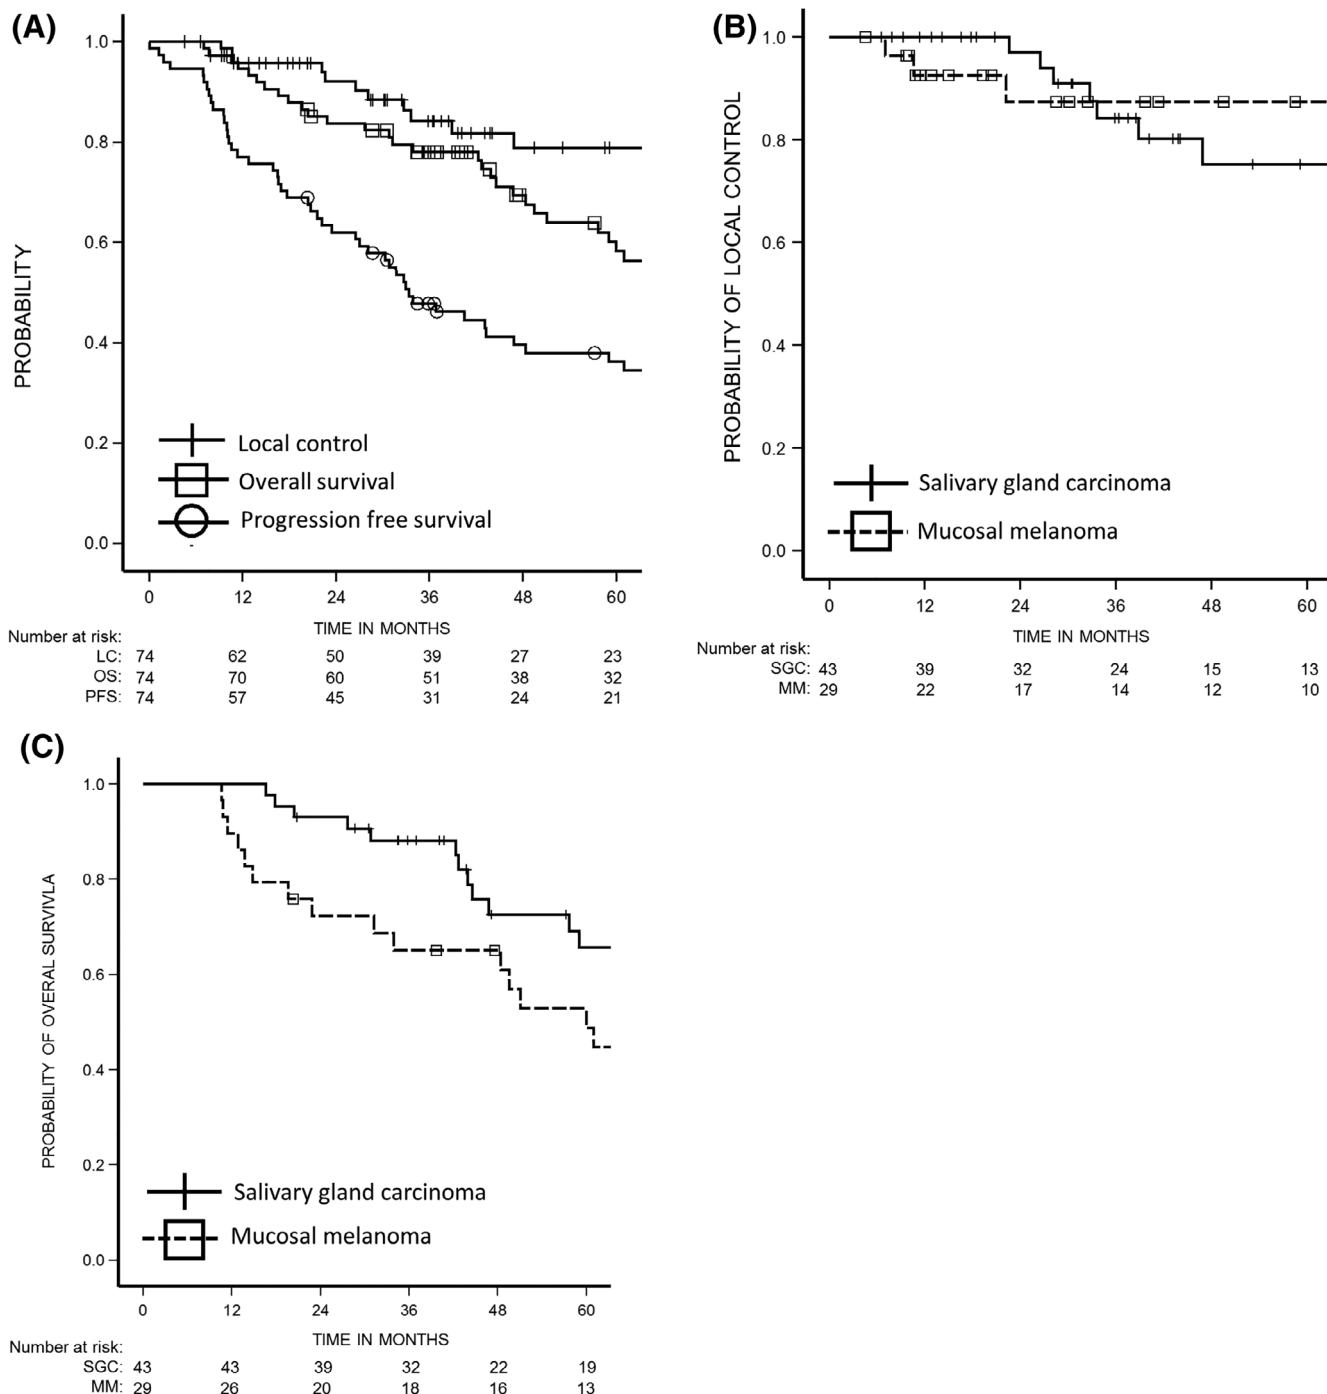 (A)
PROBABILITY
1.0
0.8
0.6
0.4
0.2
0.0
Local control
Overall survival
Progression free survival
0 12 24 36 48 60
TIME IN MONTHS
Number at risk:
LC: 74 62 50 39 27 23
OS: 74 70 60 51 38 32
PFS: 74 57 45 31 24 21
(B)
PROBABILITY OF LOCAL CONTROL
1.0
0.8
0.6
0.4
0.2
0.0
Salivary gland carcinoma
Mucosal melanoma
0 12 24 36 48 60
TIME IN MONTHS
Number at risk:
SGC: 43 39 32 24 15 13
MM: 29 22 17 14 12 10
(C)
PROBABILITY OF OVERAL SURVIVLA
1.0
0.8
0.6
0.4
0.2
0.0
Salivary gland carcinoma
Mucosal melanoma
0 12 24 36 48 60
TIME IN MONTHS
Number at risk:
SGC: 43 43 39 32 22 19
MM: 29 26 20 18 16 13